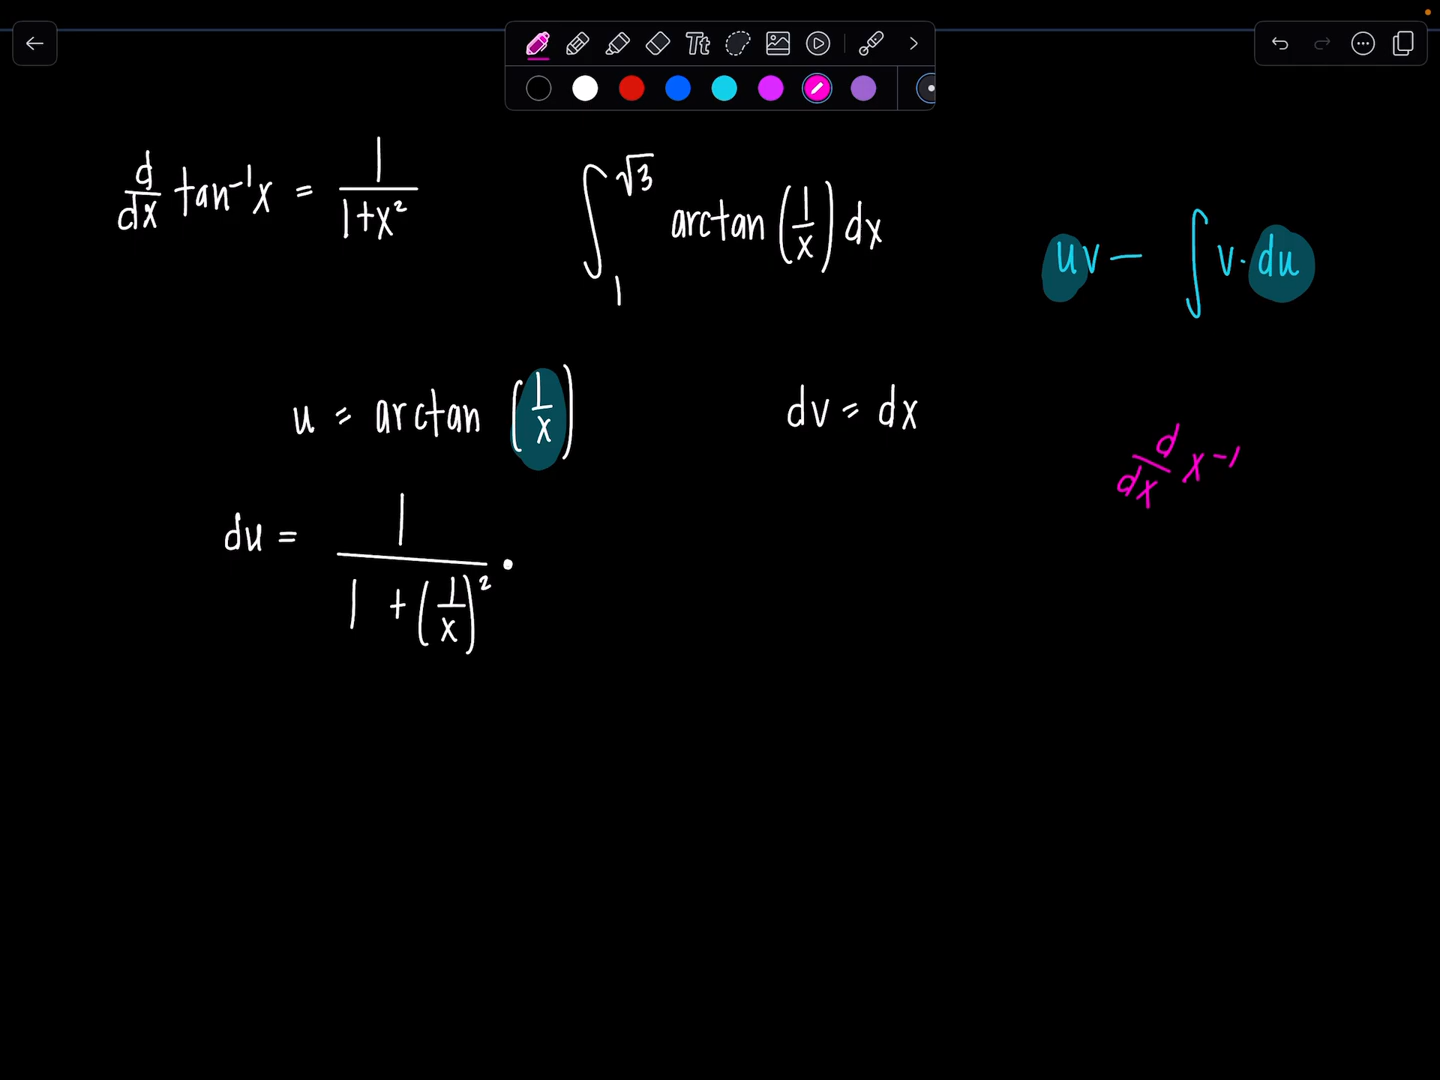 Tt
d/dx tan⁻¹x = 1/(1+x²)
∫₁^√3 arctan(1/x) dx
uv − ∫ v · du
u = arctan(1/x)
dv = dx
d/dx x⁻¹
du = 1/(1 + (1/x)²) ·